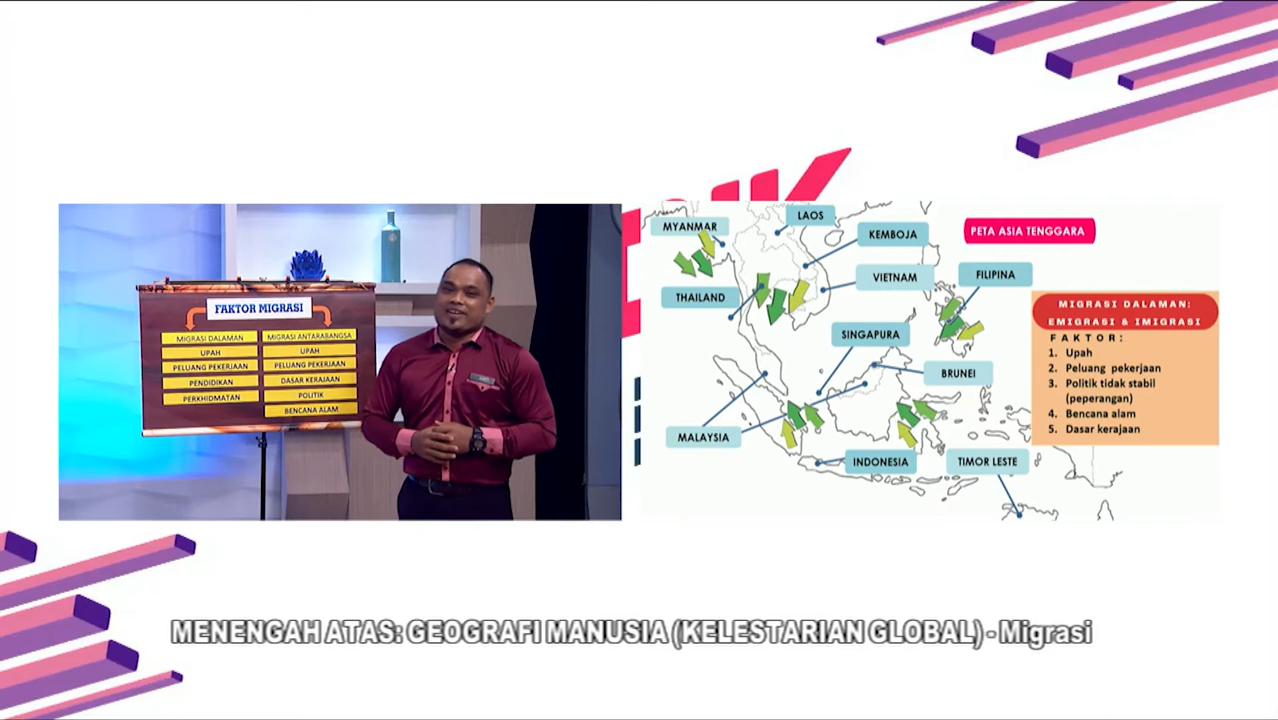 FAKTOR MIGRASI
MIGRASI DALAMAN
UPAH
PELUANG PEKERJAAN
PENDIDIKAN
PERKHIDMATAN
MIGRASI ANTARABANGSA
UPAH
PELUANG PEKERJAAN
DASAR KERAJAAN
POLITIK
BENCANA ALAM
MYANMAR
LAOS
KEMBOJA
PETA ASIA TENGGARA
VIETNAM
FILIPINA
THAILAND
SINGAPURA
BRUNEI
MALAYSIA
INDONESIA
TIMOR LESTE
MIGRASI DALAMAN:
EMIGRASI & IMIGRASI
FAKTOR:
1. Upah
2. Peluang pekerjaan
3. Politik tidak stabil
(peperangan)
4. Bencana alam
5. Dasar kerajaan
MENENGAH ATAS: GEOGRAFI MANUSIA (KELESTARIAN GLOBAL) - Migrasi